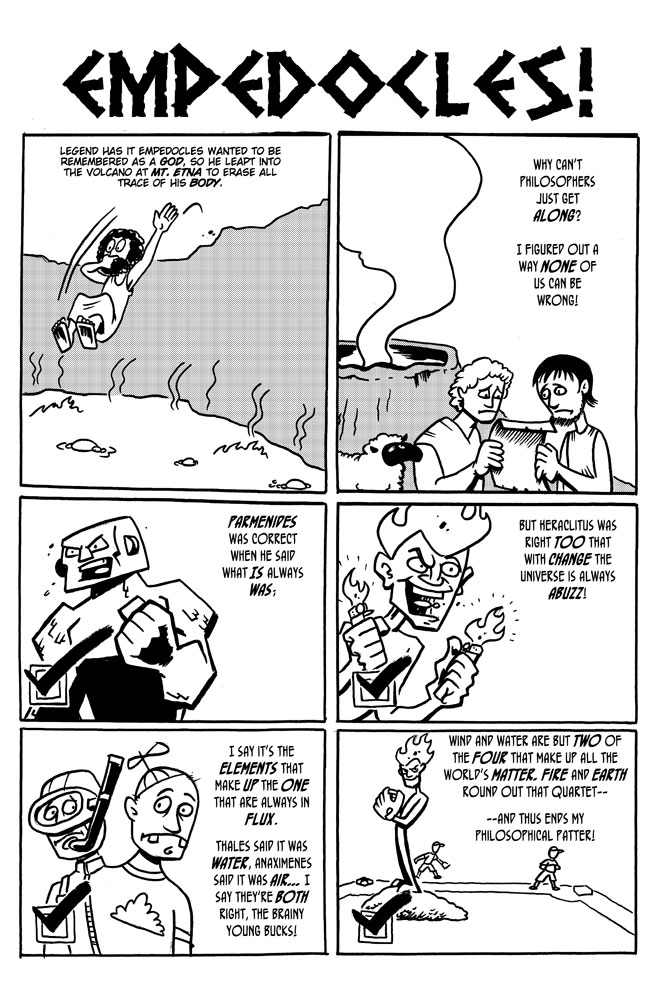 EMPEDOCLES!
LEGEND HAS IT EMPEDOCLES WANTED TO BE
REMEMBERED AS A GOD, SO HE LEAPT INTO
THE VOLCANO AT MT. ETNA TO ERASE ALL
TRACE OF HIS BODY.
WHY CAN'T
PHILOSOPHERS
JUST GET
ALONG?
I FIGURED OUT A
WAY NONE OF
US CAN BE
WRONG!
PARMENIDES
WAS CORRECT
WHEN HE SAID
WHAT IS ALWAYS
WAS;
BUT HERACLITUS WAS
RIGHT TOO THAT
WITH CHANGE THE
UNIVERSE IS ALWAYS
ABUZZ!
I SAY IT'S THE
ELEMENTS THAT
MAKE UP THE ONE
THAT ARE ALWAYS IN
FLUX.
THALES SAID IT WAS
WATER, ANAXIMENES
SAID IT WAS AIR... I
SAY THEY'RE BOTH
RIGHT, THE BRAINY
YOUNG BUCKS!
WIND AND WATER ARE BUT TWO OF
THE FOUR THAT MAKE UP ALL THE
WORLD'S MATTER. FIRE AND EARTH
ROUND OUT THAT QUARTET--
--AND THUS ENDS MY
PHILOSOPHICAL PATTER!